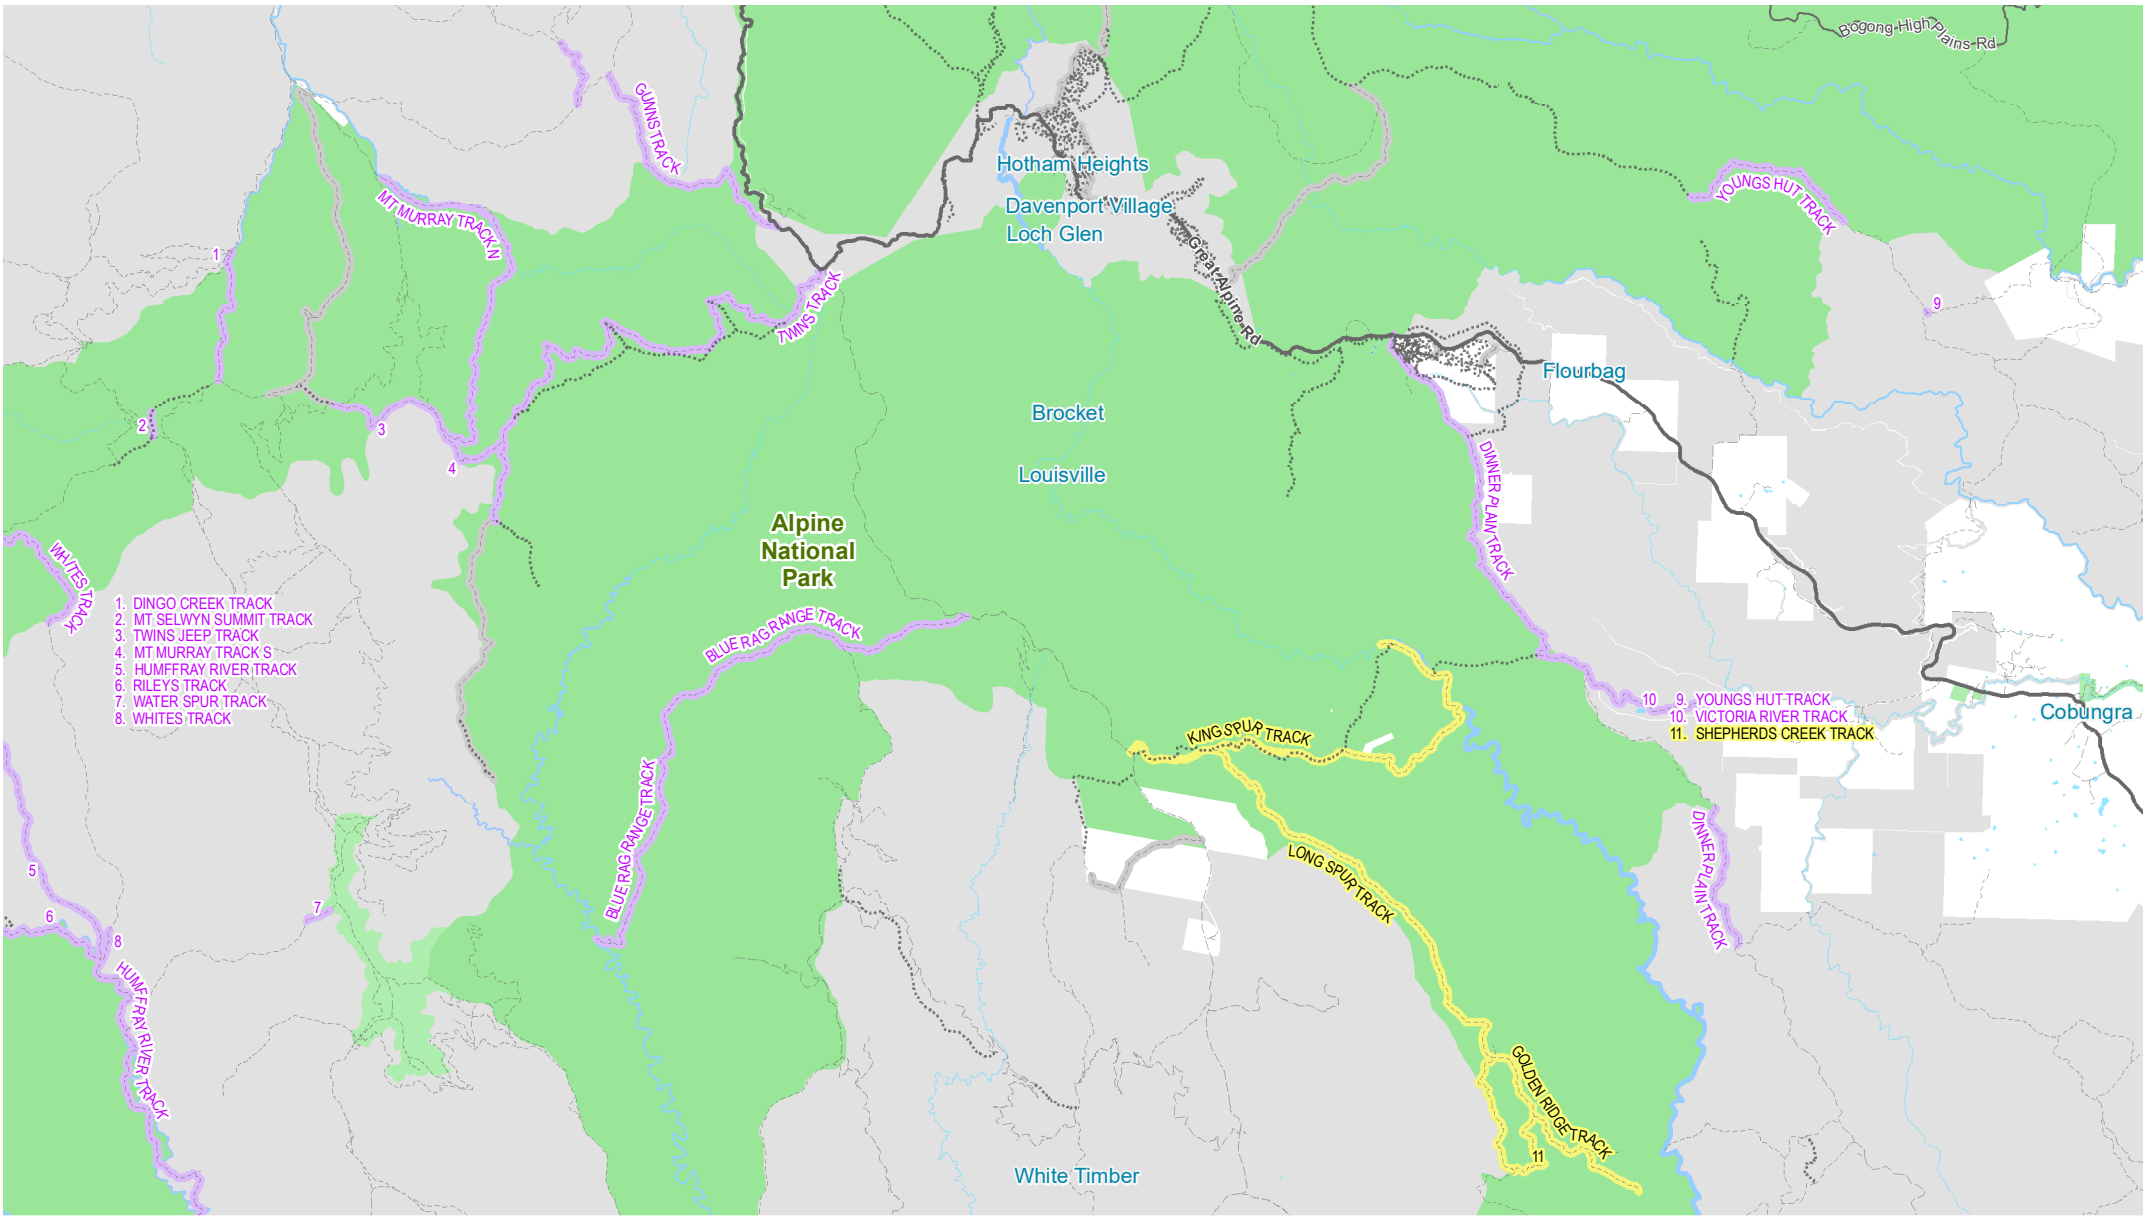 Bogong High Plains Rd
GUNNS TRACK
Hotham Heights
YOUNGS HUT TRACK
MT MURRAY TRACK N
Davenport Village
Loch Glen
1
Great Alpine Rd
TWINS TRACK
9
Flourbag
2
3
Brocket
4
Louisville
DINNER PLAIN TRACK
Alpine
National
Park
WHITES TRACK
1. DINGO CREEK TRACK
2. MT SELWYN SUMMIT TRACK
3. TWINS JEEP TRACK
4. MT MURRAY TRACK S
5. HUMFFRAY RIVER TRACK
6. RILEYS TRACK
7. WATER SPUR TRACK
8. WHITES TRACK
BLUE RAG RANGE TRACK
10
9. YOUNGS HUT TRACK
10. VICTORIA RIVER TRACK
11. SHEPHERDS CREEK TRACK
Cobungra
KING SPUR TRACK
BLUE RAG RANGE TRACK
LONG SPUR TRACK
DINNER PLAIN TRACK
5
6
7
8
HUMFFRAY RIVER TRACK
GOLDEN RIDGE TRACK
11
White Timber